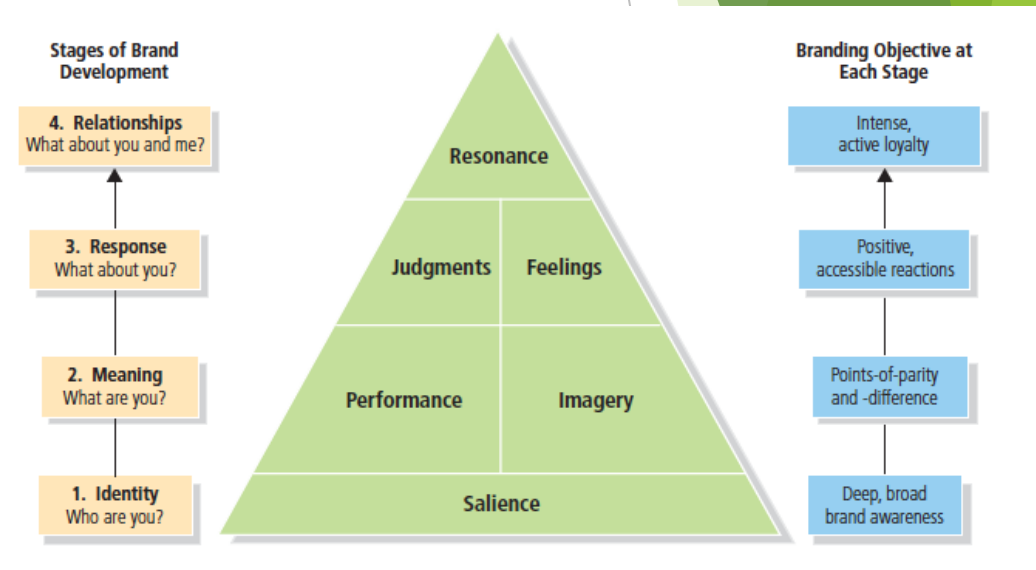 Stages of Brand
Development
4. Relationships
What about you and me?
3. Response
What about you?
2. Meaning
What are you?
1. Identity
Who are you?
Resonance
Judgments
Feelings
Performance
Imagery
Salience
Branding Objective at
Each Stage
Intense,
active loyalty
Positive,
accessible reactions
Points-of-parity
and -difference
Deep, broad
brand awareness